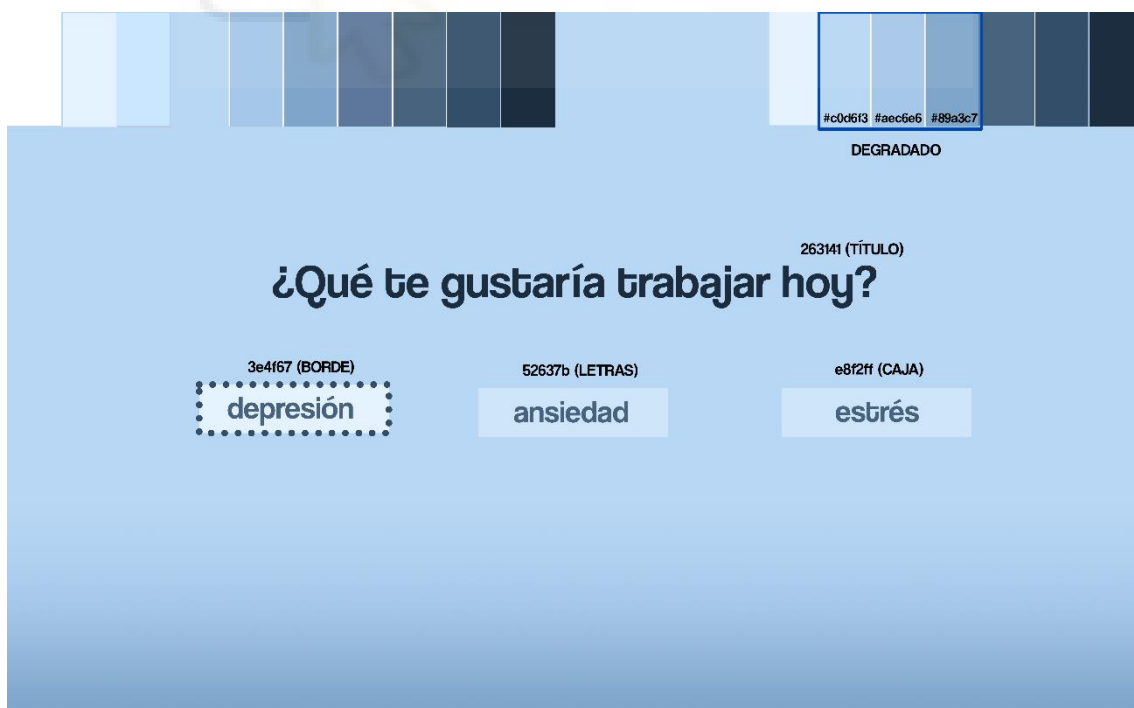 #c0d6f3 #aec6e6 #89a3c7
DEGRADADO
263141 (TÍTULO)
¿Qué te gustaría trabajar hoy?
3e4f67 (BORDE)
52637b (LETRAS)
e8f2ff (CAJA)
depresión
ansiedad
estrés